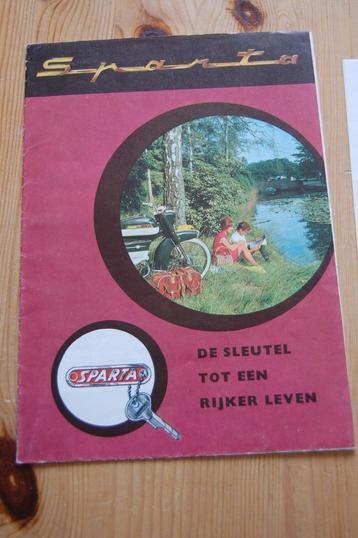 Sparta
SPARTA
DE SLEUTEL
TOT EEN
RIJKER LEVEN